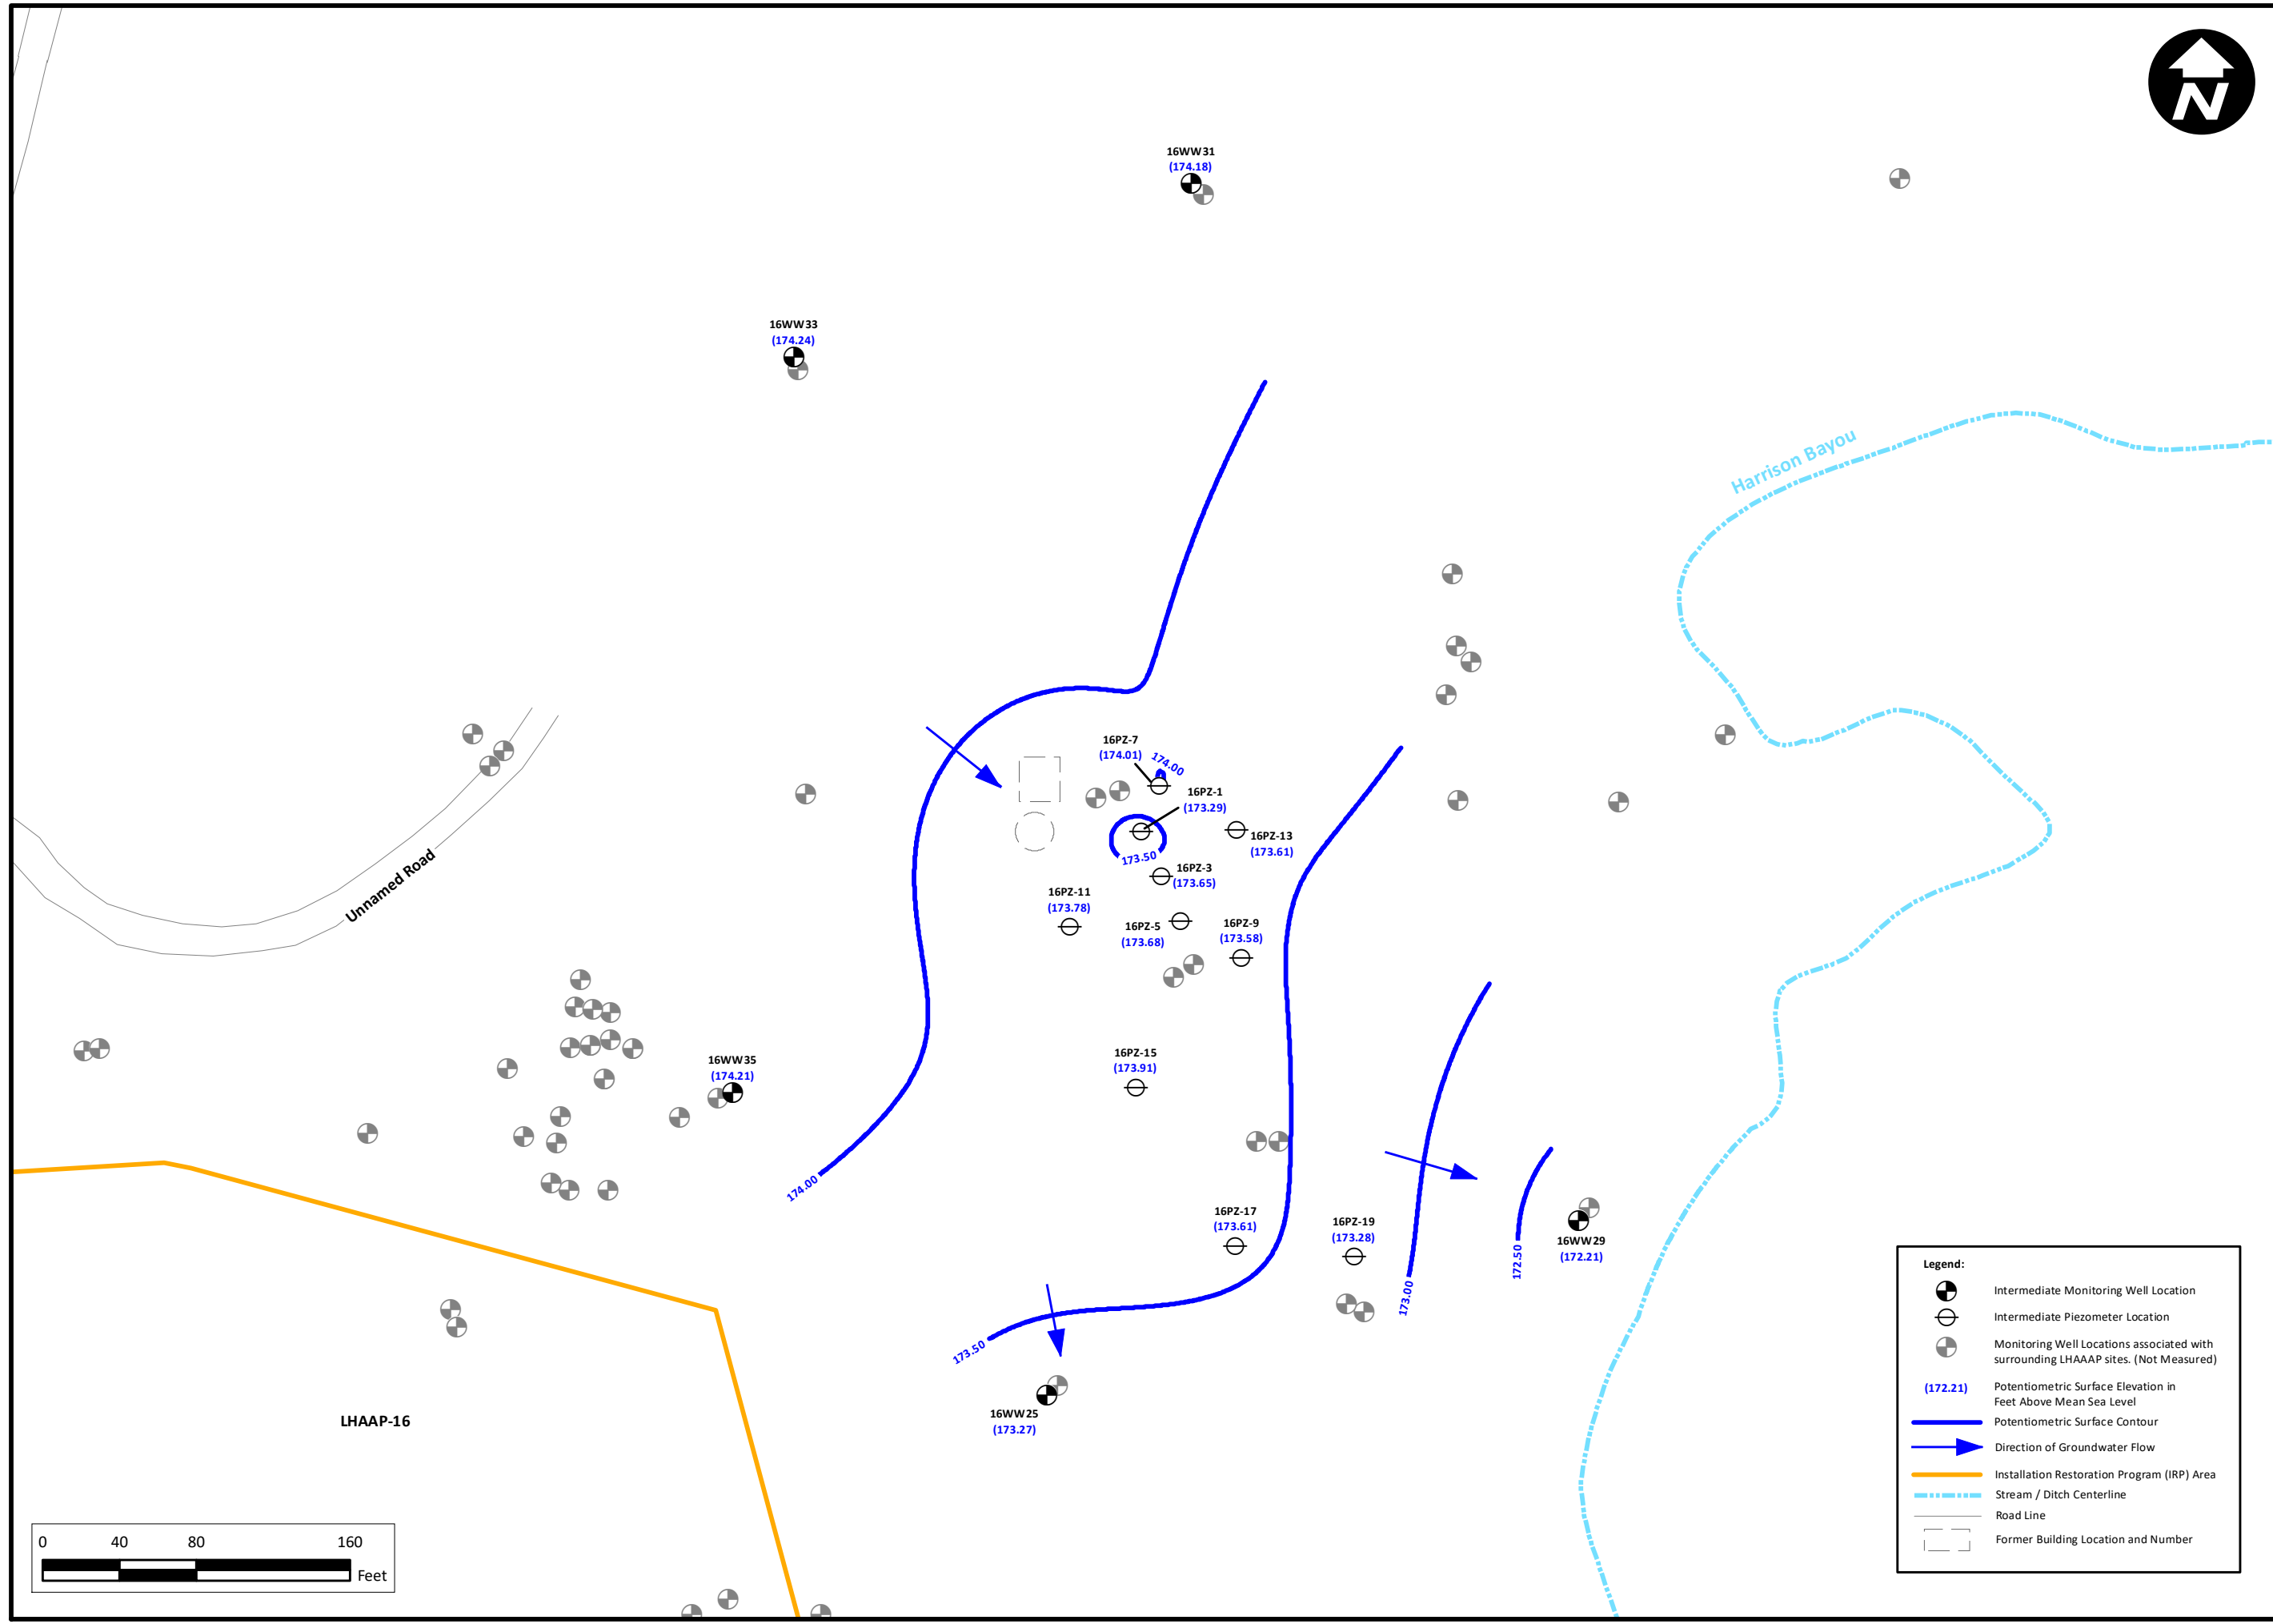 N
16WW31
(174.18)
16WW33
(174.24)
Harrison Bayou
16PZ-7
(174.01)
174.00
16PZ-1
(173.29)
16PZ-13
(173.61)
173.50
16PZ-3
(173.65)
16PZ-11
(173.78)
16PZ-5
(173.68)
16PZ-9
(173.58)
Unnamed Road
16WW35
(174.21)
16PZ-15
(173.91)
174.00
16PZ-17
(173.61)
16PZ-19
(173.28)
16WW29
(172.21)
172.50
173.00
173.50
16WW25
(173.27)
LHAAP-16
Legend:
Intermediate Monitoring Well Location
Intermediate Piezometer Location
Monitoring Well Locations associated with
surrounding LHAAAP sites. (Not Measured)
(172.21)
Potentiometric Surface Elevation in
Feet Above Mean Sea Level
Potentiometric Surface Contour
Direction of Groundwater Flow
Installation Restoration Program (IRP) Area
Stream / Ditch Centerline
Road Line
Former Building Location and Number
0 40 80 160
Feet